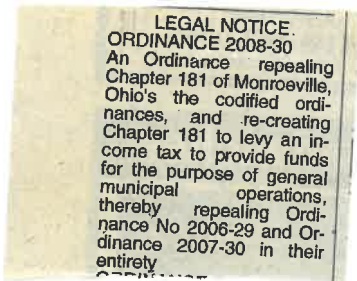 LEGAL NOTICE.
ORDINANCE 2008-30
An Ordinance repealing
Chapter 181 of Monroeville,
Ohio's the codified ordi-
nances, and re-creating
Chapter 181 to levy an in-
come tax to provide funds
for the purpose of general
municipal operations,
thereby repealing Ordi-
nance No 2006-29 and Or-
dinance 2007-30 in their
entirety